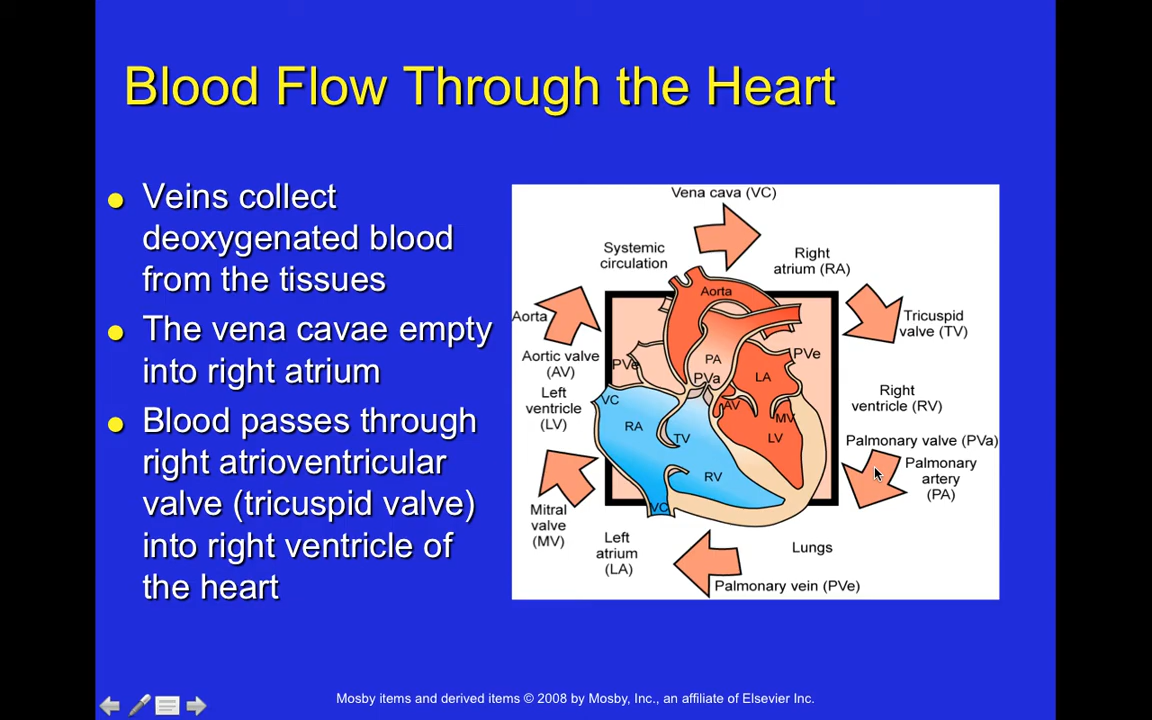 Blood Flow Through the Heart
Veins collect
deoxygenated blood
from the tissues
The vena cavae empty
into right atrium
Blood passes through
right atrioventricular
valve (tricuspid valve)
into right ventricle of
the heart
Vena cava (VC)
Systemic
circulation
Right
atrium (RA)
Aorta
Aorta
Tricuspid
valve (TV)
Aortic valve
(AV)
PVe
PA
PVe
PVa
LA
Left
ventricle
(LV)
VC
AV
MV
Right
ventricle (RV)
RA
TV
LV
Palmonary valve (PVa)
RV
Palmonary
artery
(PA)
Mitral
valve
(MV)
VC
Left
atrium
(LA)
Lungs
Palmonary vein (PVe)
Mosby items and derived items © 2008 by Mosby, Inc., an affiliate of Elsevier Inc.